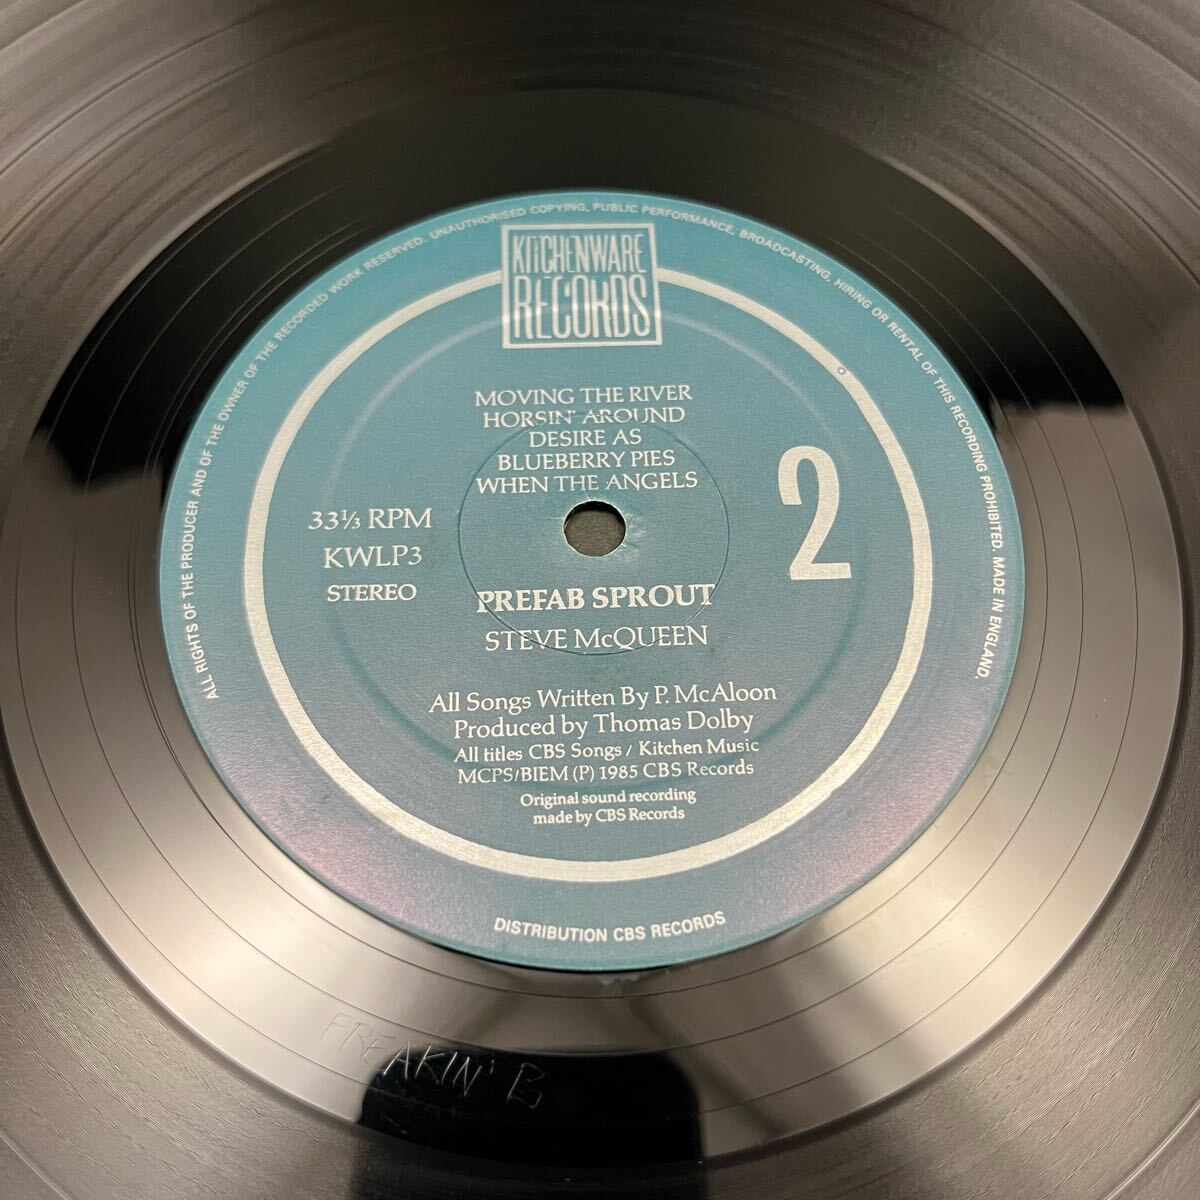 ALL RIGHTS OF THE PRODUCER AND OF THE OWNER OF THE RECORDED WORK RESERVED. UNAUTHORISED COPYING, PUBLIC PERFORMANCE, BROADCASTING, HIRING OR RENTAL OF THIS RECORDING PROHIBITED. MADE IN ENGLAND.
KITCHENWARE
RECORDS
MOVING THE RIVER
HORSIN' AROUND
DESIRE AS
BLUEBERRY PIES
WHEN THE ANGELS
2
33⅓ RPM
KWLP3
STEREO
PREFAB SPROUT
STEVE McQUEEN
All Songs Written By P. McAloon
Produced by Thomas Dolby
All titles CBS Songs / Kitchen Music
MCPS/BIEM (P) 1985 CBS Records
Original sound recording
made by CBS Records
DISTRIBUTION CBS RECORDS
FREAKIN' B